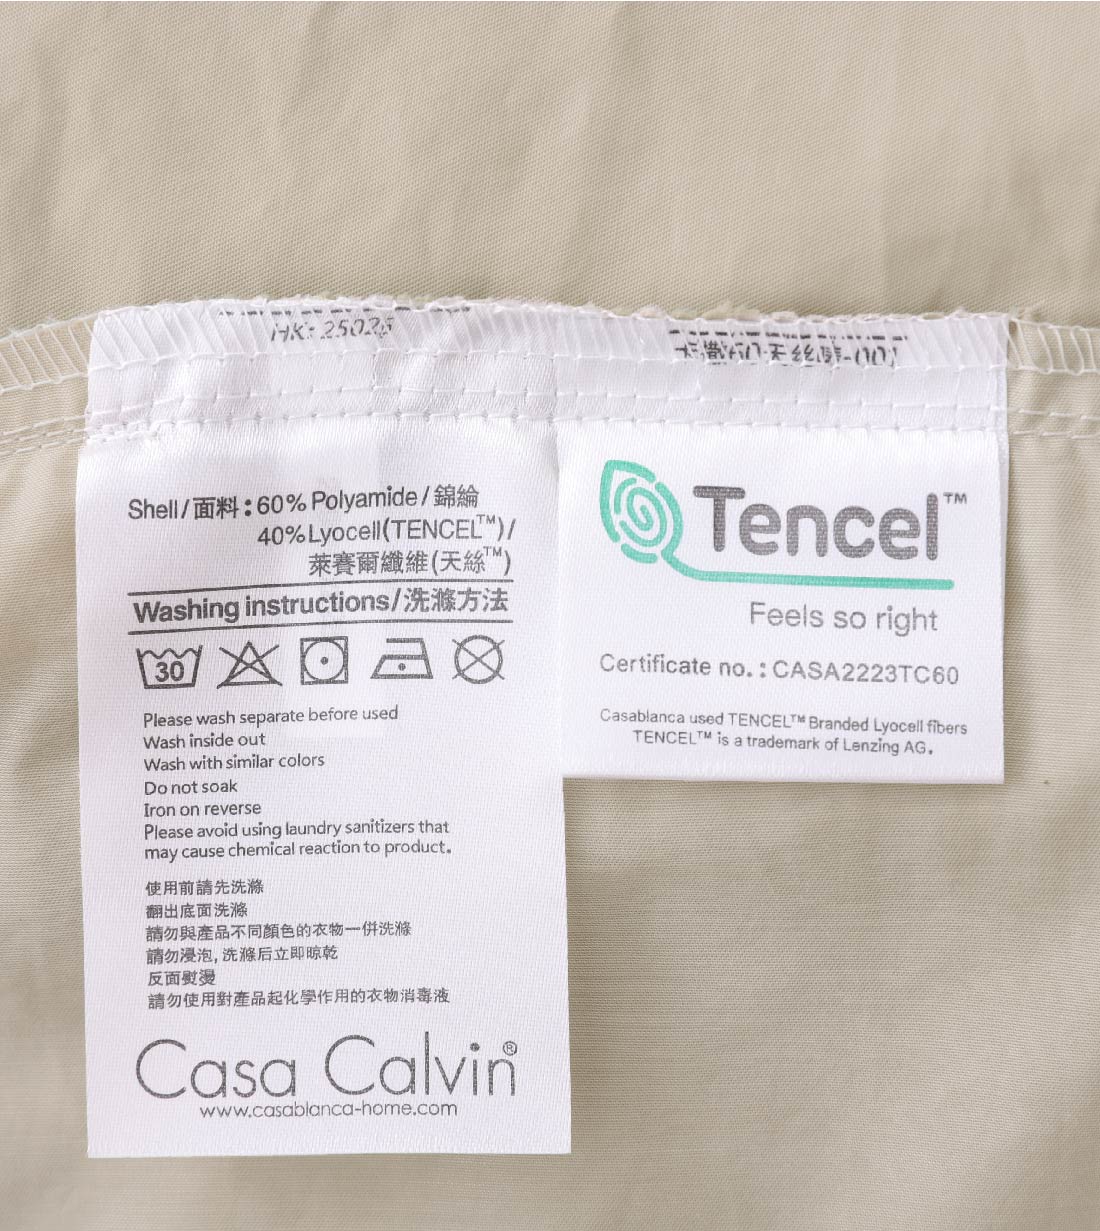 HK: 25026
Shell/面料:60% Polyamide/錦綸
40%Lyocell(TENCEL™)/
萊賽爾纖維(天絲™)
Washing instructions/洗滌方法
30
Please wash separate before used
Wash inside out
Wash with similar colors
Do not soak
Iron on reverse
Please avoid using laundry sanitizers that
may cause chemical reaction to product.
使用前請先洗滌
翻出底面洗滌
請勿與產品不同顏色的衣物一併洗滌
請勿浸泡, 洗滌后立即晾乾
反面熨燙
請勿使用對產品起化學作用的衣物消毒液
Casa Calvin®
www.casablanca-home.com
Tencel™
Feels so right
Certificate no.: CASA2223TC60
Casablanca used TENCEL™ Branded Lyocell fibers
TENCEL™ is a trademark of Lenzing AG.